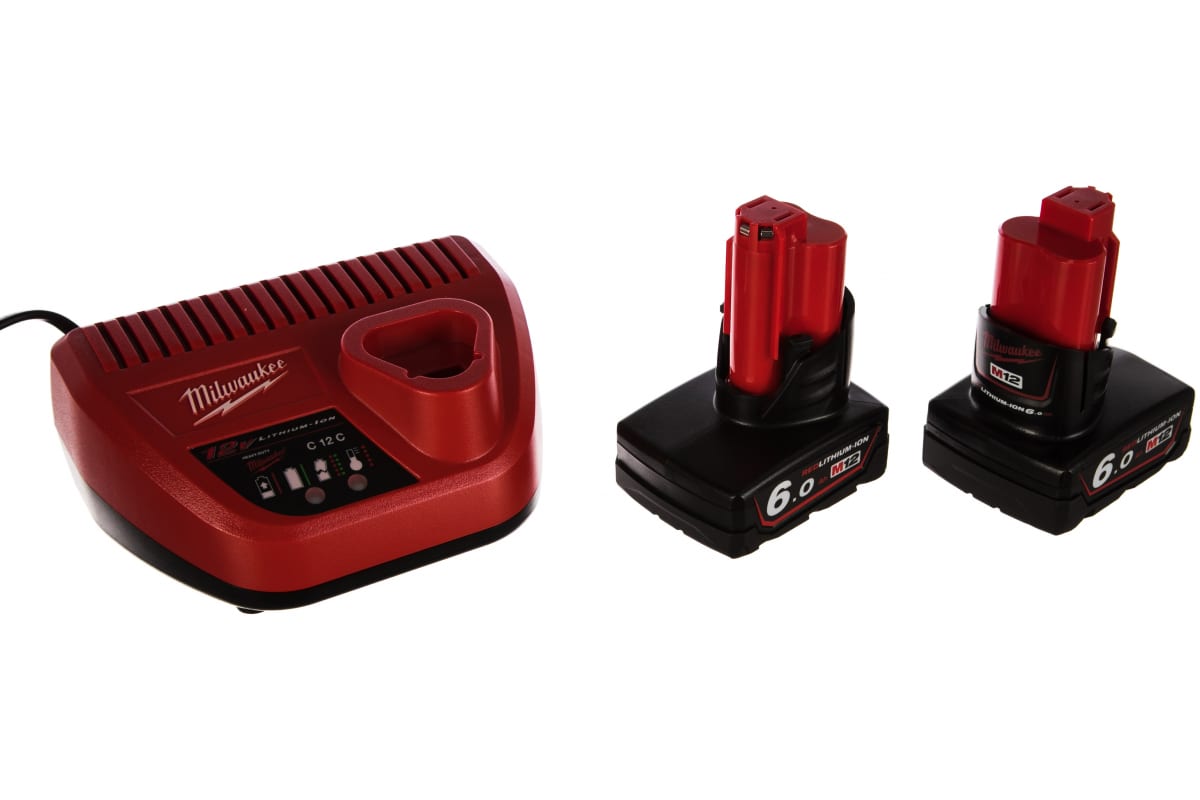 Milwaukee
12V LITHIUM-ION
HEAVY DUTY
C 12 C
Milwaukee
REDLITHIUM-ION
6.0 Ah M12
Milwaukee
M12
LITHIUM-ION 6.0 Ah
REDLITHIUM-ION
6.0 Ah M12